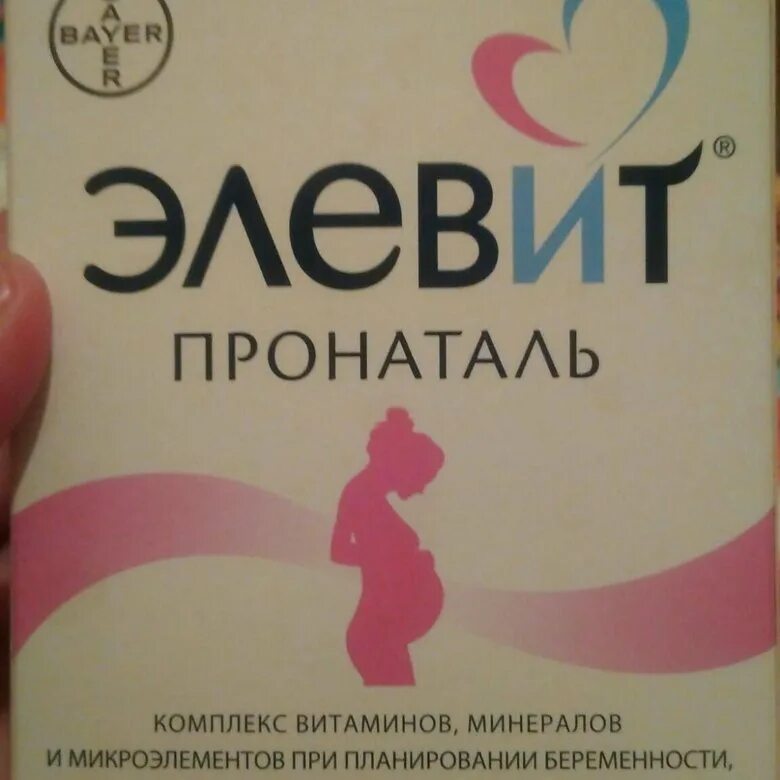 BAYER
BAYER
ЭЛЕВИТ®
ПРОНАТАЛЬ
КОМПЛЕКС ВИТАМИНОВ, МИНЕРАЛОВ
И МИКРОЭЛЕМЕНТОВ ПРИ ПЛАНИРОВАНИИ БЕРЕМЕННОСТИ,